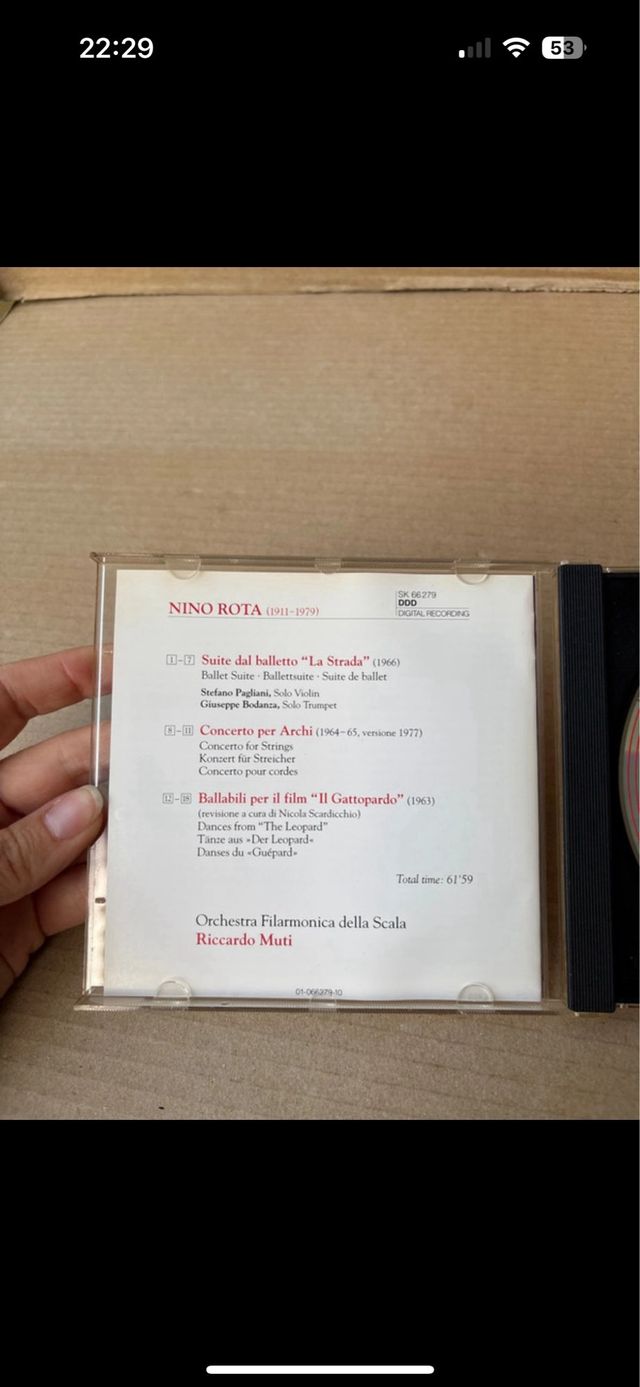 22:29
53
SK 66279
NINO ROTA (1911-1979)
DDD
DIGITAL RECORDING
1-7 Suite dal balletto “La Strada” (1966)
Ballet Suite · Ballettsuite · Suite de ballet
Stefano Pagliani, Solo Violin
Giuseppe Bodanza, Solo Trumpet
8-11 Concerto per Archi (1964-65, versione 1977)
Concerto for Strings
Konzert für Streicher
Concerto pour cordes
12-18 Ballabili per il film “Il Gattopardo” (1963)
(revisione a cura di Nicola Scardicchio)
Dances from “The Leopard”
Tänze aus »Der Leopard«
Danses du «Guépard»
Total time: 61'59
Orchestra Filarmonica della Scala
Riccardo Muti
01-066279-10